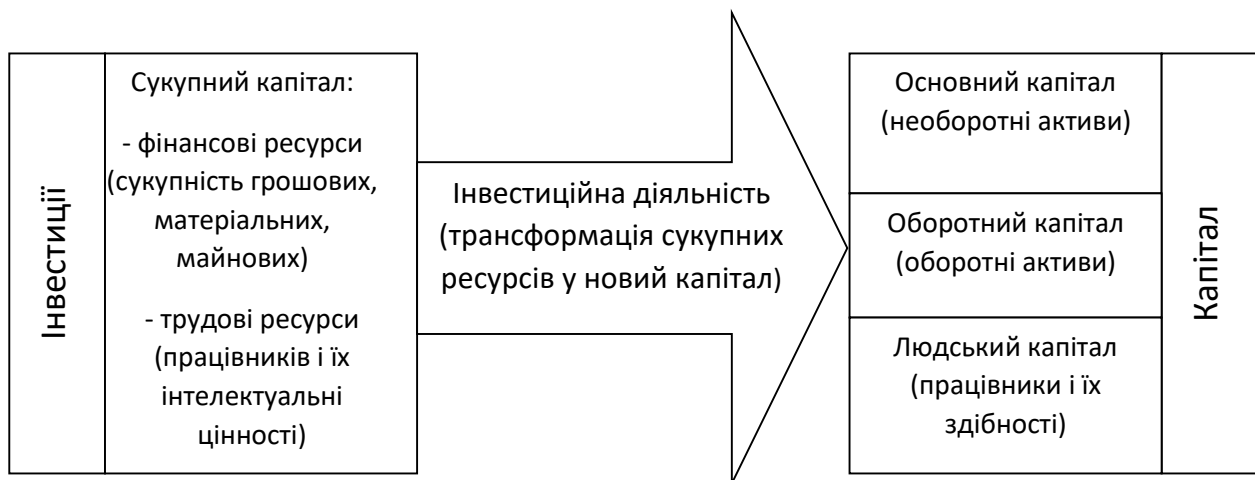 Інвестиції
Сукупний капітал:
- фінансові ресурси
(сукупність грошових,
матеріальних,
майнових)
- трудові ресурси
(працівників і їх
інтелектуальні
цінності)
Інвестиційна діяльність
(трансформація сукупних
ресурсів у новий капітал)
Основний капітал
(необоротні активи)
Оборотний капітал
(оборотні активи)
Людський капітал
(працівники і їх
здібності)
Капітал